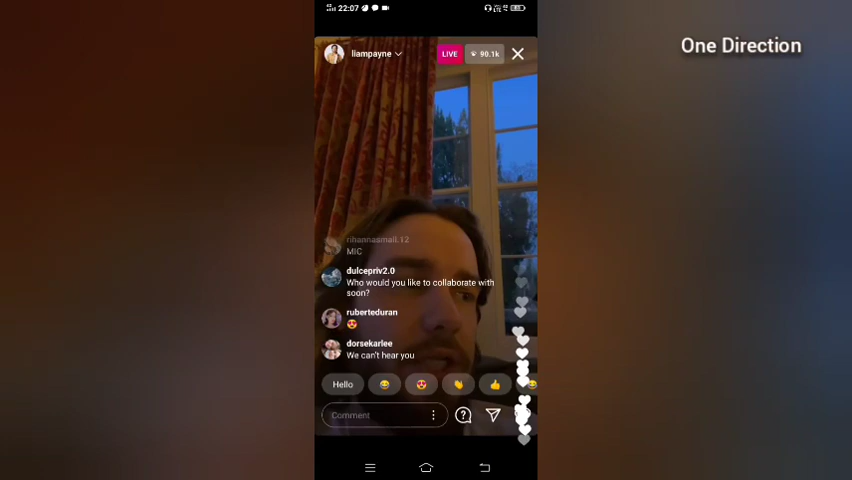 22:07
One Direction
liampayne
LIVE
90.1k
rihannasmail.12
MIC
dulcepriv2.0
Who would you like to collaborate with
soon?
ruberteduran
dorsekarlee
We can't hear you
Hello
Comment